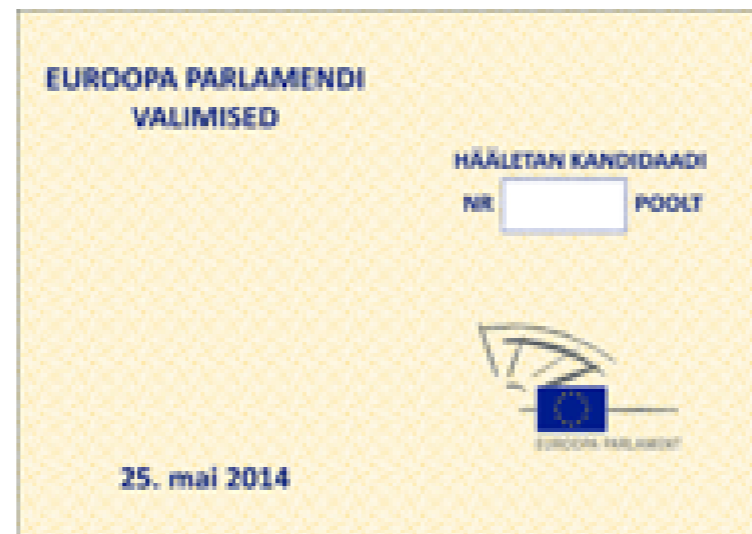 EUROOPA PARLAMENDI
VALIMISED
HÄÄLETAN KANDIDAADI
NR POOLT
EUROOPA PARLAMENT
25. mai 2014